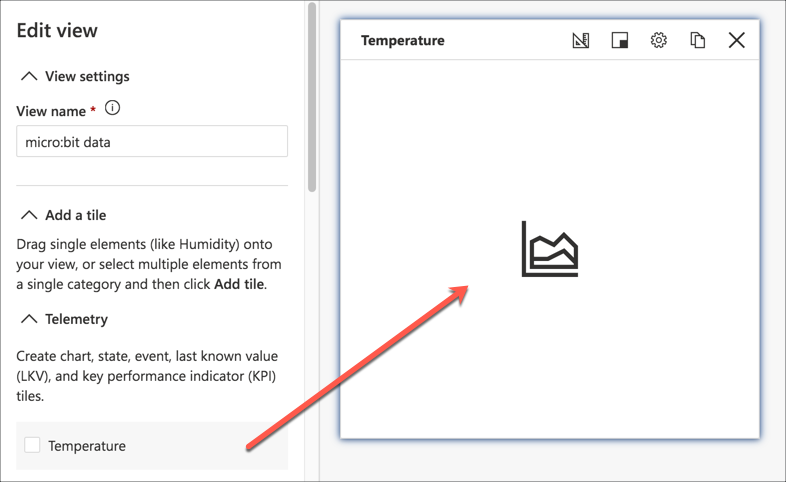 Edit view
View settings
View name *
micro:bit data
Add a tile
Drag single elements (like Humidity) onto
your view, or select multiple elements from
a single category and then click Add tile.
Telemetry
Create chart, state, event, last known value
(LKV), and key performance indicator (KPI)
tiles.
Temperature
Temperature